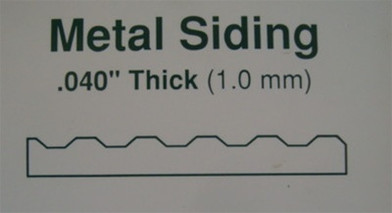 Metal Siding
.040" Thick (1.0 mm)